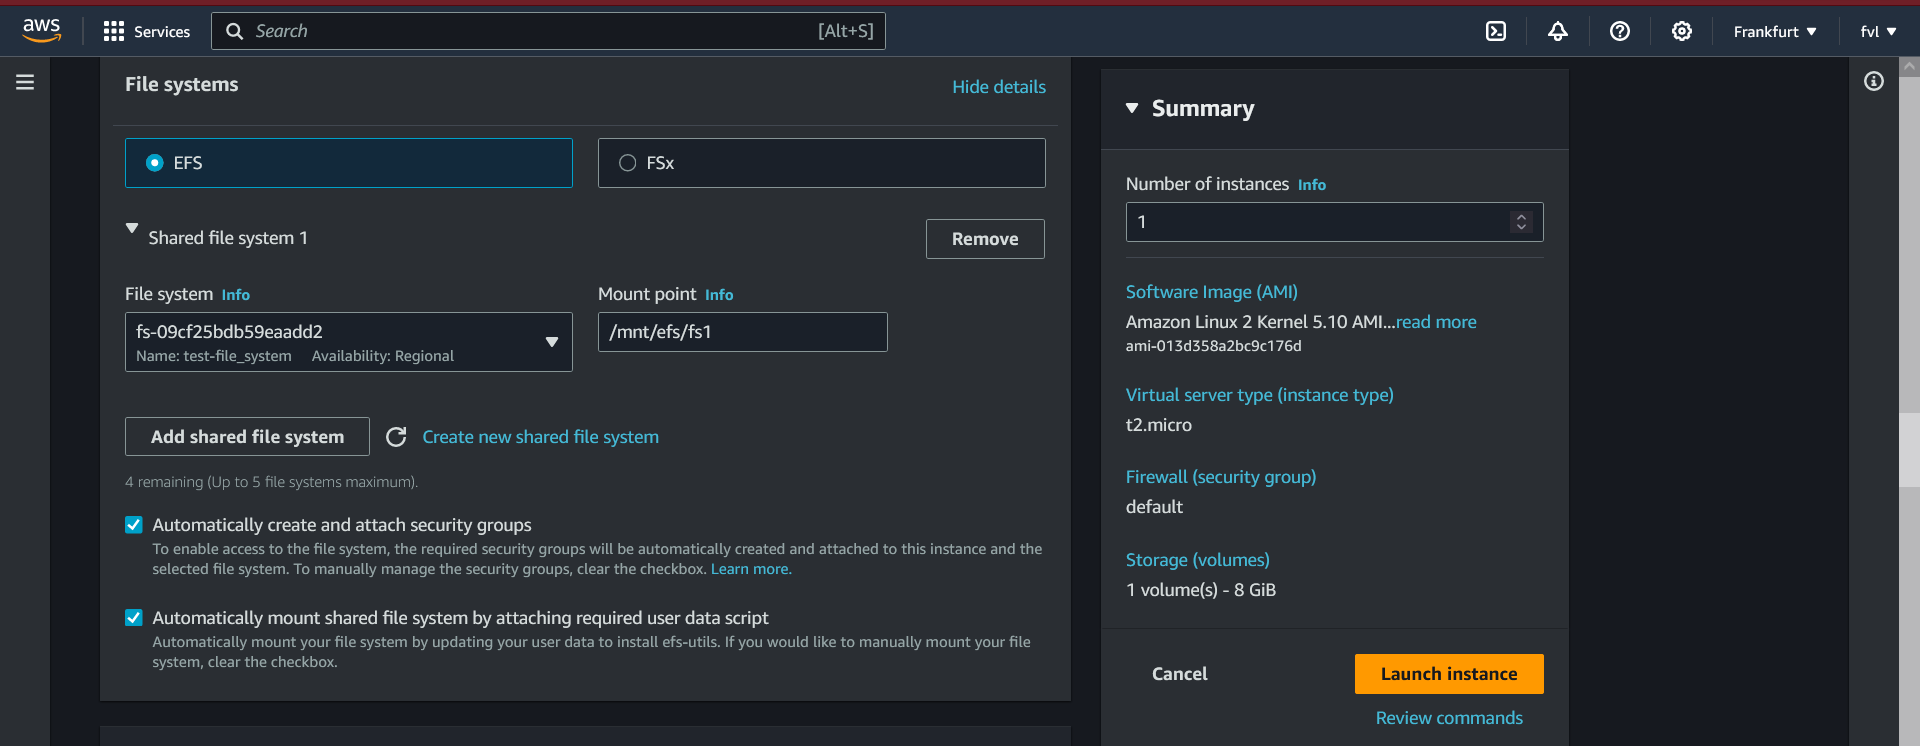 aws
Services
Search
[Alt+S]
Frankfurt
fvl
File systems
Hide details
EFS
FSx
Shared file system 1
Remove
File system Info
Mount point Info
fs-09cf25bdb59eaadd2
Name: test-file_system Availability: Regional
/mnt/efs/fs1
Add shared file system
Create new shared file system
4 remaining (Up to 5 file systems maximum).
Automatically create and attach security groups
To enable access to the file system, the required security groups will be automatically created and attached to this instance and the
selected file system. To manually manage the security groups, clear the checkbox. Learn more.
Automatically mount shared file system by attaching required user data script
Automatically mount your file system by updating your user data to install efs-utils. If you would like to manually mount your file
system, clear the checkbox.
Summary
Number of instances Info
1
Software Image (AMI)
Amazon Linux 2 Kernel 5.10 AMI...read more
ami-013d358a2bc9c176d
Virtual server type (instance type)
t2.micro
Firewall (security group)
default
Storage (volumes)
1 volume(s) - 8 GiB
Cancel
Launch instance
Review commands